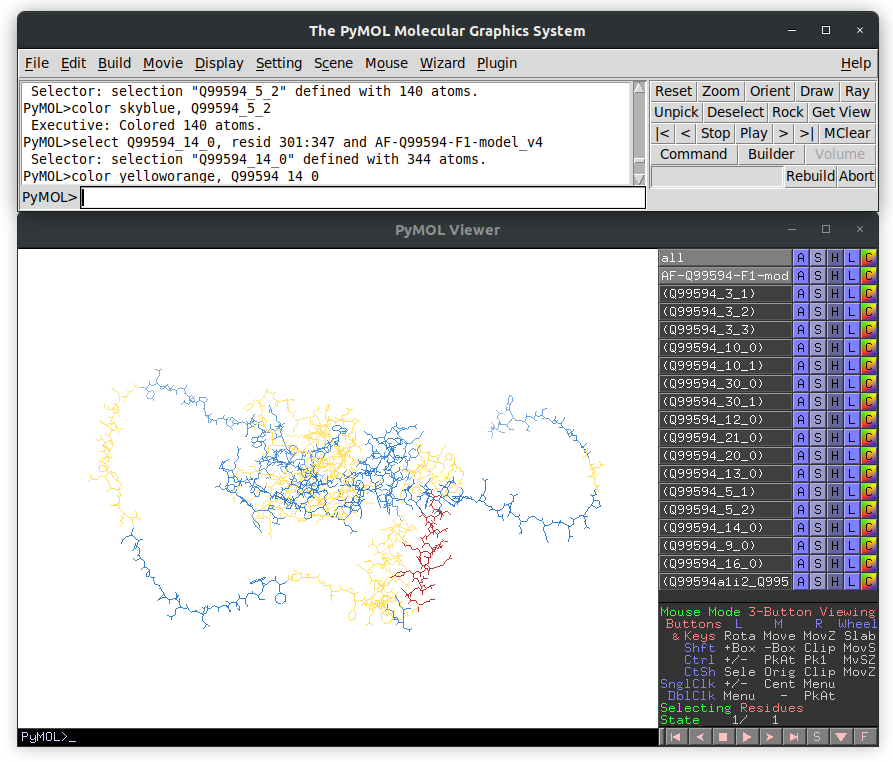 The PyMOL Molecular Graphics System
File Edit Build Movie Display Setting Scene Mouse Wizard Plugin Help
Selector: selection "Q99594_5_2" defined with 140 atoms.
PyMOL>color skyblue, Q99594_5_2
Executive: Colored 140 atoms.
PyMOL>select Q99594_14_0, resid 301:347 and AF-Q99594-F1-model_v4
Selector: selection "Q99594_14_0" defined with 344 atoms.
PyMOL>color yelloworange, Q99594_14_0
PyMOL>
Reset Zoom Orient Draw Ray
Unpick Deselect Rock Get View
|< < Stop Play > >| MClear
Command Builder Volume
Rebuild Abort
PyMOL Viewer
all A S H L C
AF-Q99594-F1-mod A S H L C
(Q99594_3_1) A S H L C
(Q99594_3_2) A S H L C
(Q99594_3_3) A S H L C
(Q99594_10_0) A S H L C
(Q99594_10_1) A S H L C
(Q99594_30_0) A S H L C
(Q99594_30_1) A S H L C
(Q99594_12_0) A S H L C
(Q99594_21_0) A S H L C
(Q99594_20_0) A S H L C
(Q99594_13_0) A S H L C
(Q99594_5_1) A S H L C
(Q99594_5_2) A S H L C
(Q99594_14_0) A S H L C
(Q99594_9_0) A S H L C
(Q99594_16_0) A S H L C
(Q99594a1i2_Q995 A S H L C
Mouse Mode 3-Button Viewing
Buttons L M R Wheel
& Keys Rota Move MovZ Slab
Shft +Box -Box Clip MovS
Ctrl +/- PkAt Pk1 MvSZ
CtSh Sele Orig Clip MovZ
SnglClk +/- Cent Menu
DblClk Menu - PkAt
Selecting Residues
State 1/ 1
PyMOL>_
S F